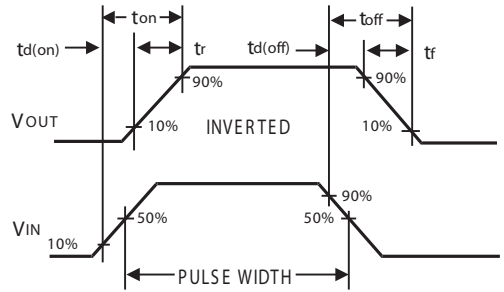 ton toff
td(on) tr td(off) tf
90% 90%
VOUT 10% INVERTED 10%
90%
50% 50%
VIN 10%
PULSE WIDTH